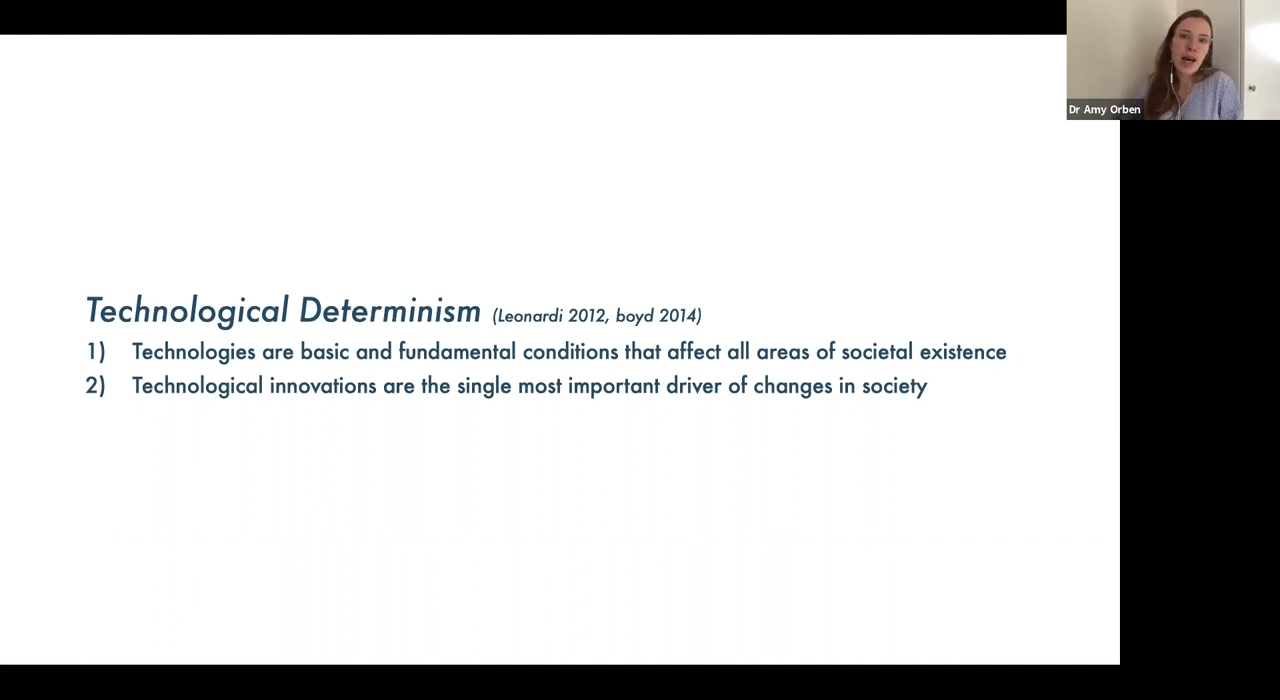 Dr Amy Orben
Technological Determinism (Leonardi 2012, boyd 2014)
1) Technologies are basic and fundamental conditions that affect all areas of societal existence
2) Technological innovations are the single most important driver of changes in society